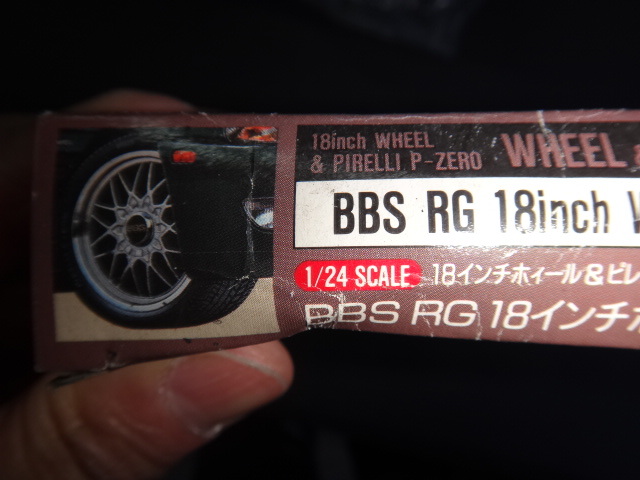 18inch WHEEL
& PIRELLI P-ZERO
WHEEL
BBS RG 18inch
1/24 SCALE
18インチホィール&ピレ
BBS RG 18インチ